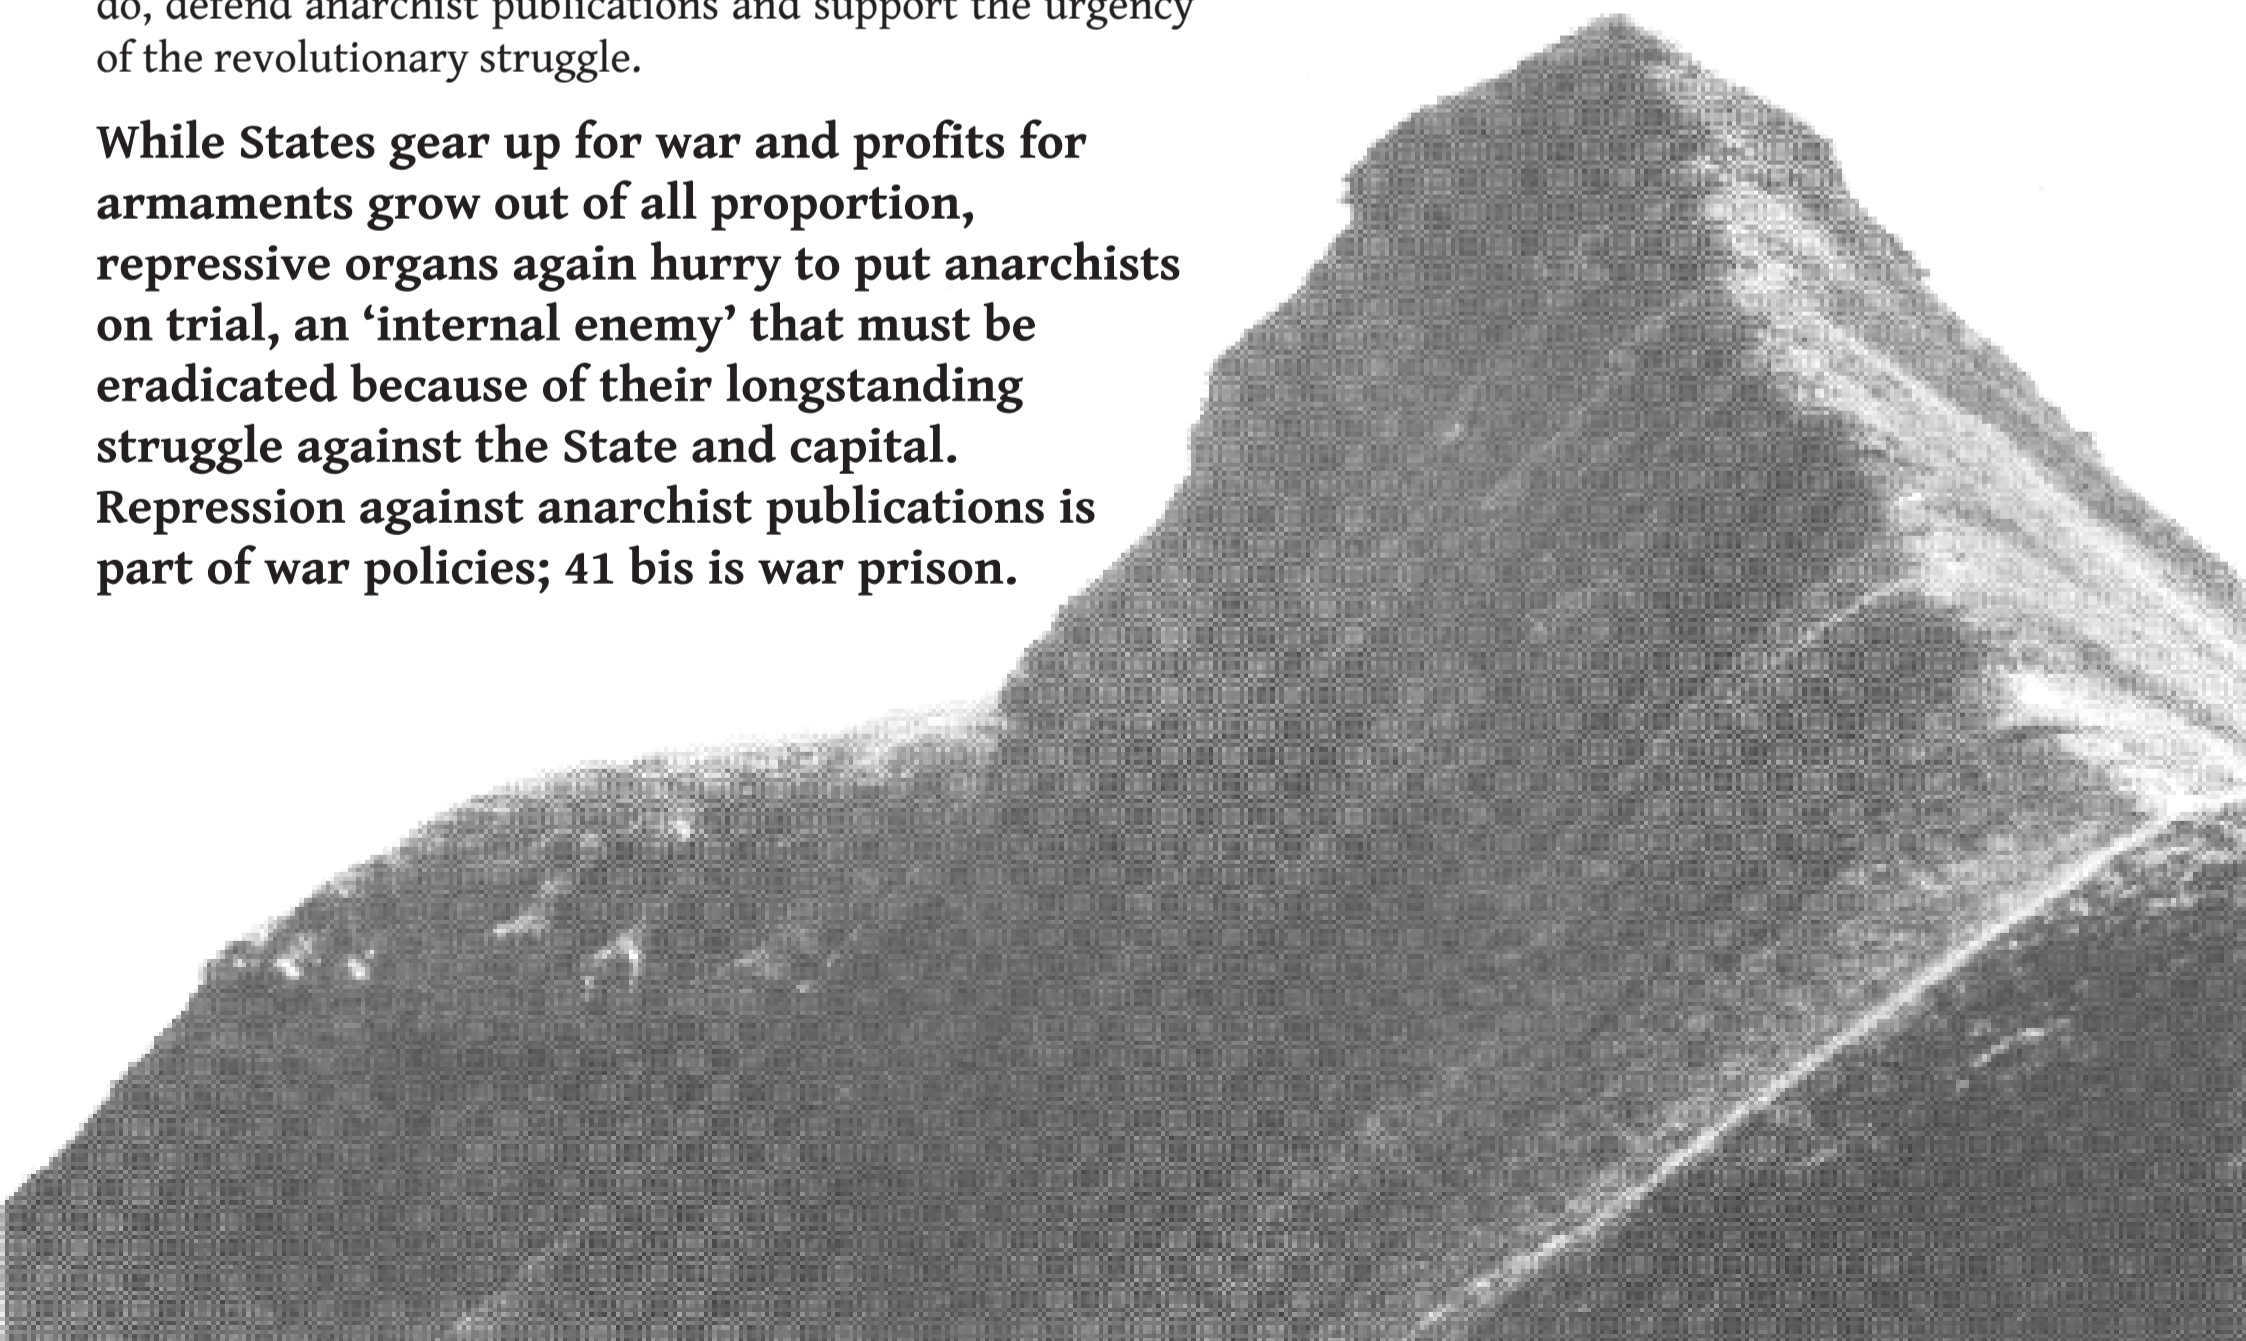 do, defend anarchist publications and support the urgency
of the revolutionary struggle.
While States gear up for war and profits for
armaments grow out of all proportion,
repressive organs again hurry to put anarchists
on trial, an ‘internal enemy’ that must be
eradicated because of their longstanding
struggle against the State and capital.
Repression against anarchist publications is
part of war policies; 41 bis is war prison.